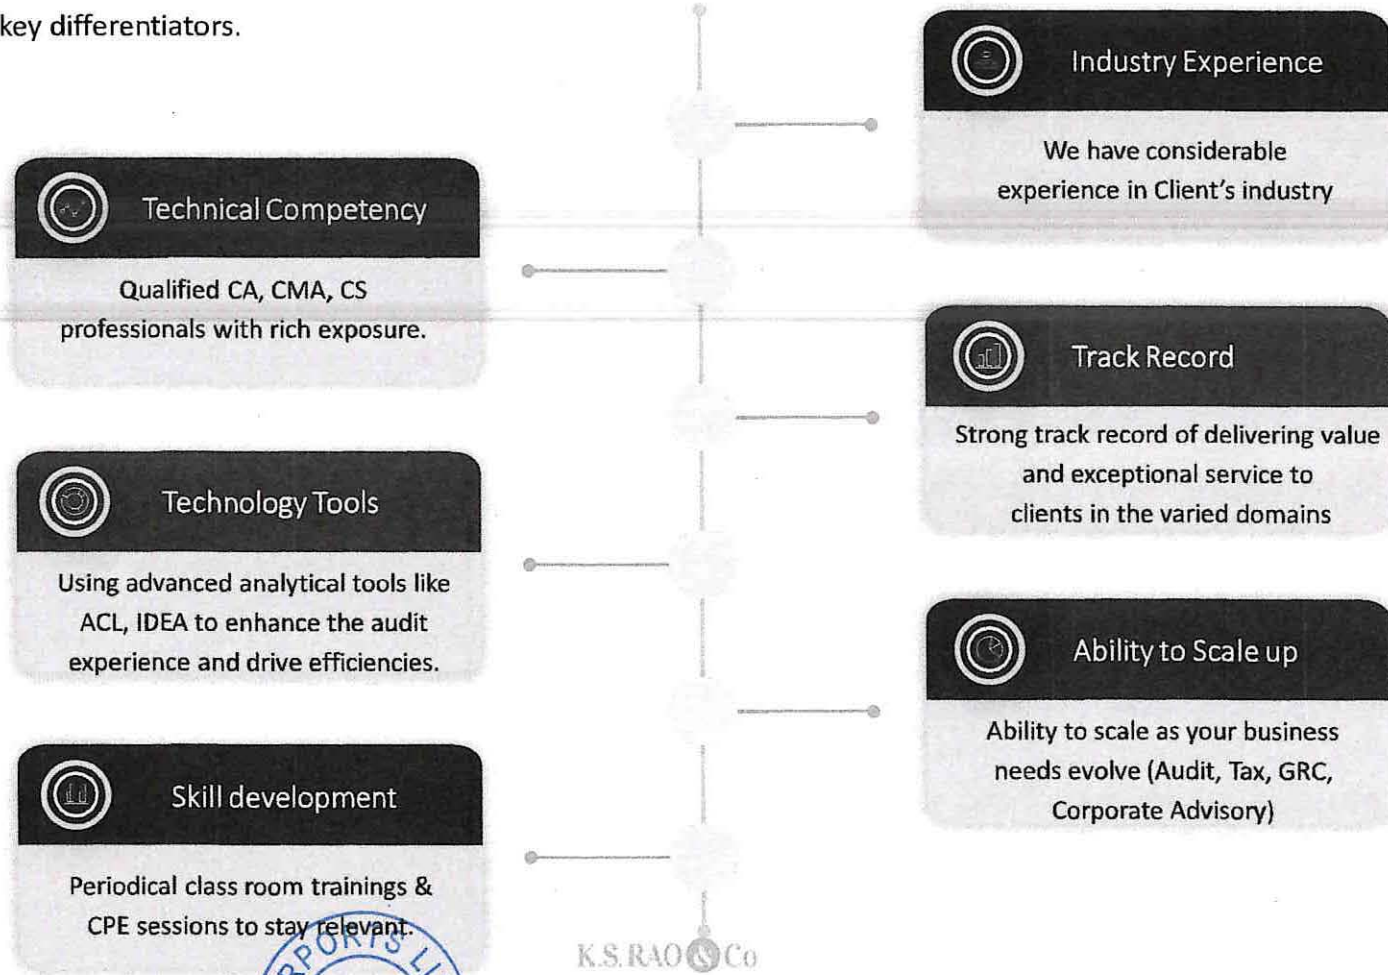 key differentiators.
Industry Experience
We have considerable
experience in Client's industry
Technical Competency
Qualified CA, CMA, CS
professionals with rich exposure.
Track Record
Strong track record of delivering value
and exceptional service to
clients in the varied domains
Technology Tools
Using advanced analytical tools like
ACL, IDEA to enhance the audit
experience and drive efficiencies.
Ability to Scale up
Ability to scale as your business
needs evolve (Audit, Tax, GRC,
Corporate Advisory)
Skill development
Periodical class room trainings &
CPE sessions to stay relevant.
K.S. RAO & Co